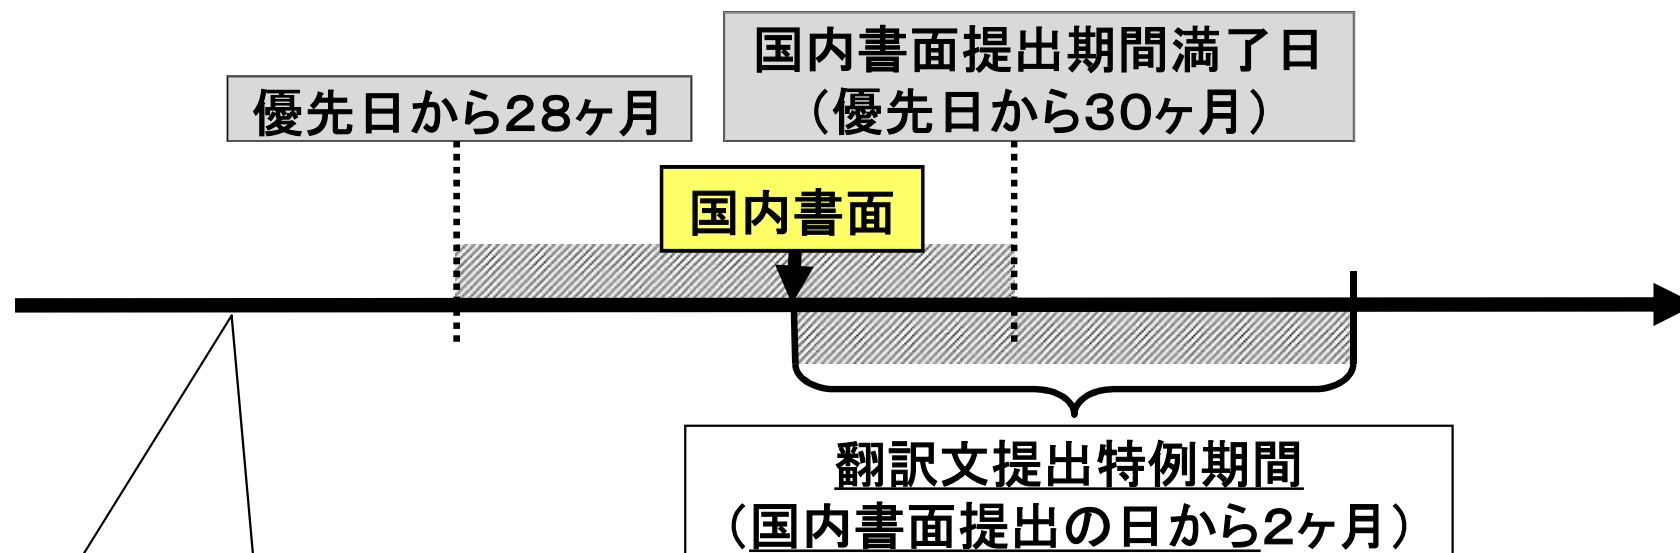 国内書面提出期間満了日
（優先日から30ヶ月）
優先日から28ヶ月
国内書面
翻訳文提出特例期間
（国内書面提出の日から2ヶ月）